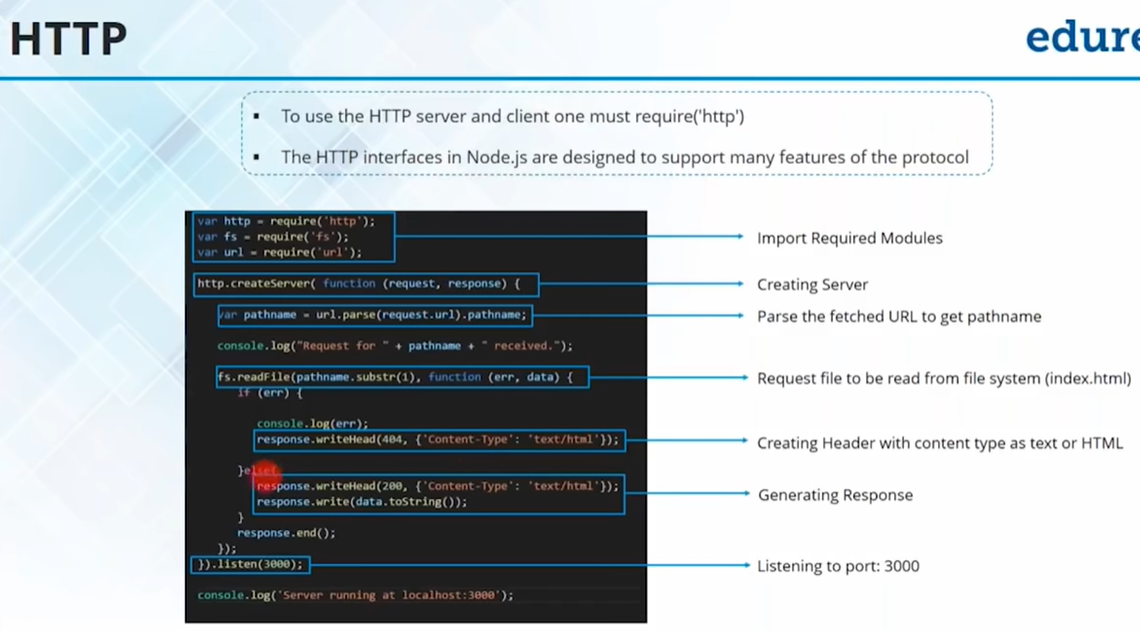 HTTP
edure
▪ To use the HTTP server and client one must require('http')
▪ The HTTP interfaces in Node.js are designed to support many features of the protocol
var http = require('http');
var fs = require('fs');
var url = require('url');
Import Required Modules
http.createServer( function (request, response) {
Creating Server
var pathname = url.parse(request.url).pathname;
Parse the fetched URL to get pathname
console.log("Request for " + pathname + " received.");
fs.readFile(pathname.substr(1), function (err, data) {
Request file to be read from file system (index.html)
if (err) {
console.log(err);
response.writeHead(404, {'Content-Type': 'text/html'});
Creating Header with content type as text or HTML
}else{
response.writeHead(200, {'Content-Type': 'text/html'});
response.write(data.toString());
Generating Response
}
response.end();
});
}).listen(3000);
Listening to port: 3000
console.log('Server running at localhost:3000');